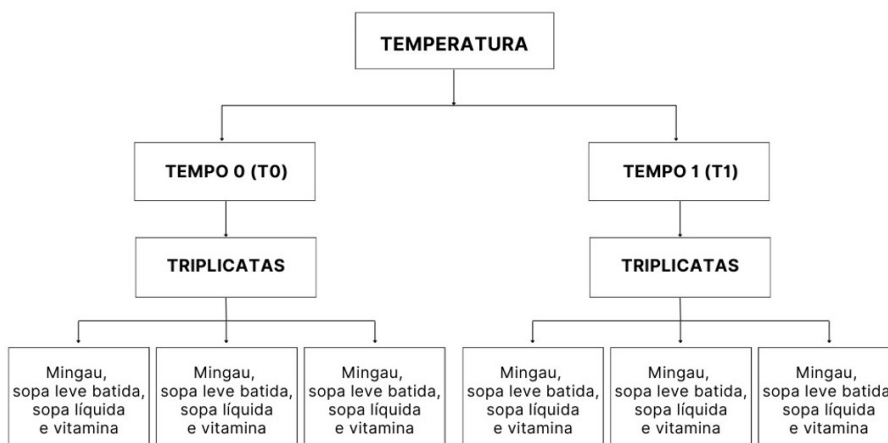 TEMPERATURA
TEMPO 0 (T0)
TEMPO 1 (T1)
TRIPLICATAS
TRIPLICATAS
Mingau,
sopa leve batida,
sopa líquida
e vitamina
Mingau,
sopa leve batida,
sopa líquida
e vitamina
Mingau,
sopa leve batida,
sopa líquida
e vitamina
Mingau,
sopa leve batida,
sopa líquida
e vitamina
Mingau,
sopa leve batida,
sopa líquida
e vitamina
Mingau,
sopa leve batida,
sopa líquida
e vitamina